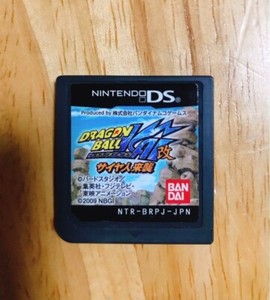 NINTENDO DS
Produced by 株式会社バンダイナムコゲームス
DRAGON BALL 改
サイヤ人来襲
©バードスタジオ/
集英社・フジテレビ・
東映アニメーション
©2009 NBGI
BAN
DAI
NTR-BRPJ-JPN